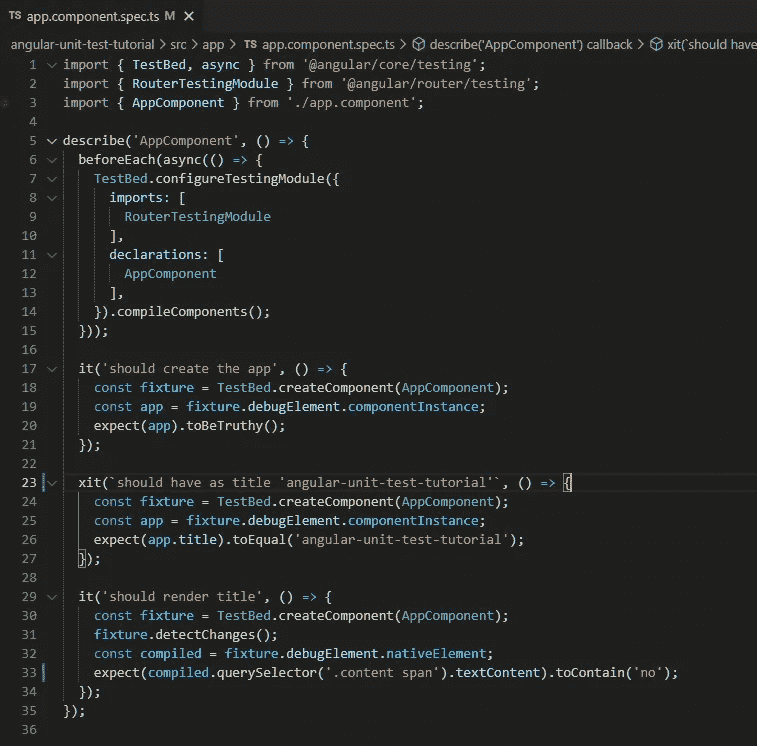 TS app.component.spec.ts M ✕
angular-unit-test-tutorial > src > app > TS app.component.spec.ts > describe('AppComponent') callback > xit(`should have
1 import { TestBed, async } from '@angular/core/testing';
2 import { RouterTestingModule } from '@angular/router/testing';
3 import { AppComponent } from './app.component';
4
5 describe('AppComponent', () => {
6   beforeEach(async(() => {
7     TestBed.configureTestingModule({
8       imports: [
9         RouterTestingModule
10       ],
11       declarations: [
12         AppComponent
13       ],
14     }).compileComponents();
15   }));
16
17   it('should create the app', () => {
18     const fixture = TestBed.createComponent(AppComponent);
19     const app = fixture.debugElement.componentInstance;
20     expect(app).toBeTruthy();
21   });
22
23   xit(`should have as title 'angular-unit-test-tutorial'`, () => {
24     const fixture = TestBed.createComponent(AppComponent);
25     const app = fixture.debugElement.componentInstance;
26     expect(app.title).toEqual('angular-unit-test-tutorial');
27   });
28
29   it('should render title', () => {
30     const fixture = TestBed.createComponent(AppComponent);
31     fixture.detectChanges();
32     const compiled = fixture.debugElement.nativeElement;
33     expect(compiled.querySelector('.content span').textContent).toContain('no');
34   });
35 });
36